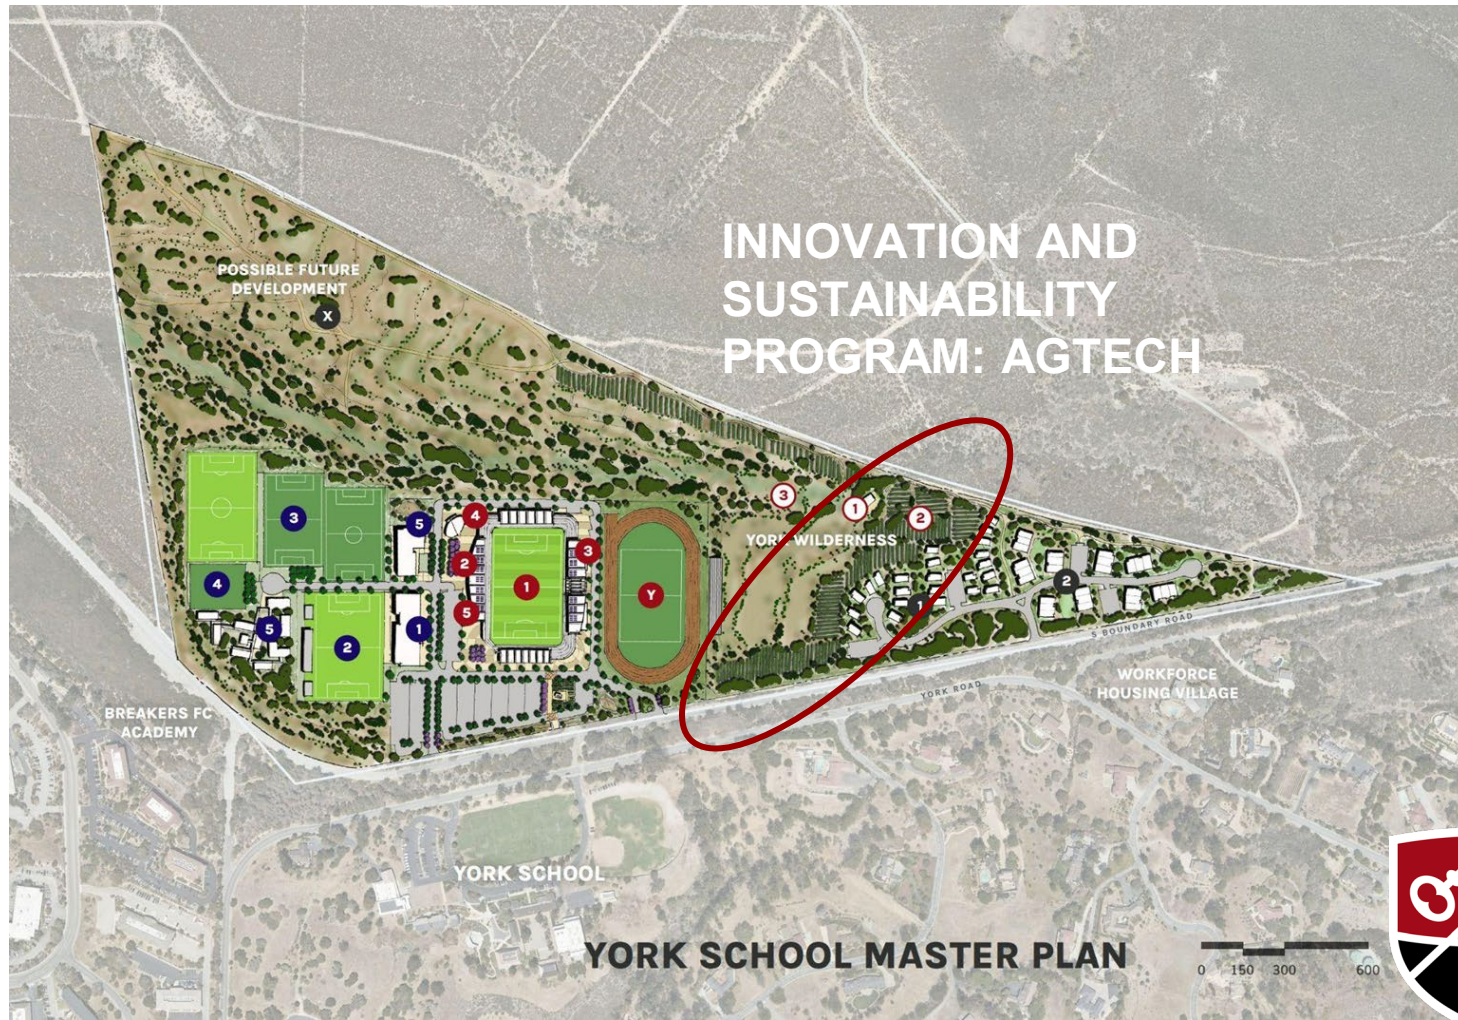 INNOVATION AND
SUSTAINABILITY
PROGRAM: AGTECH
POSSIBLE FUTURE
DEVELOPMENT
X
3
1
2
YORK WILDERNESS
3
4
5
5
2
1
4
2
5
1
3
Y
1
2
S BOUNDARY ROAD
YORK ROAD
WORKFORCE
HOUSING VILLAGE
BREAKERS FC
ACADEMY
YORK SCHOOL
YORK SCHOOL MASTER PLAN
0 150 300 600